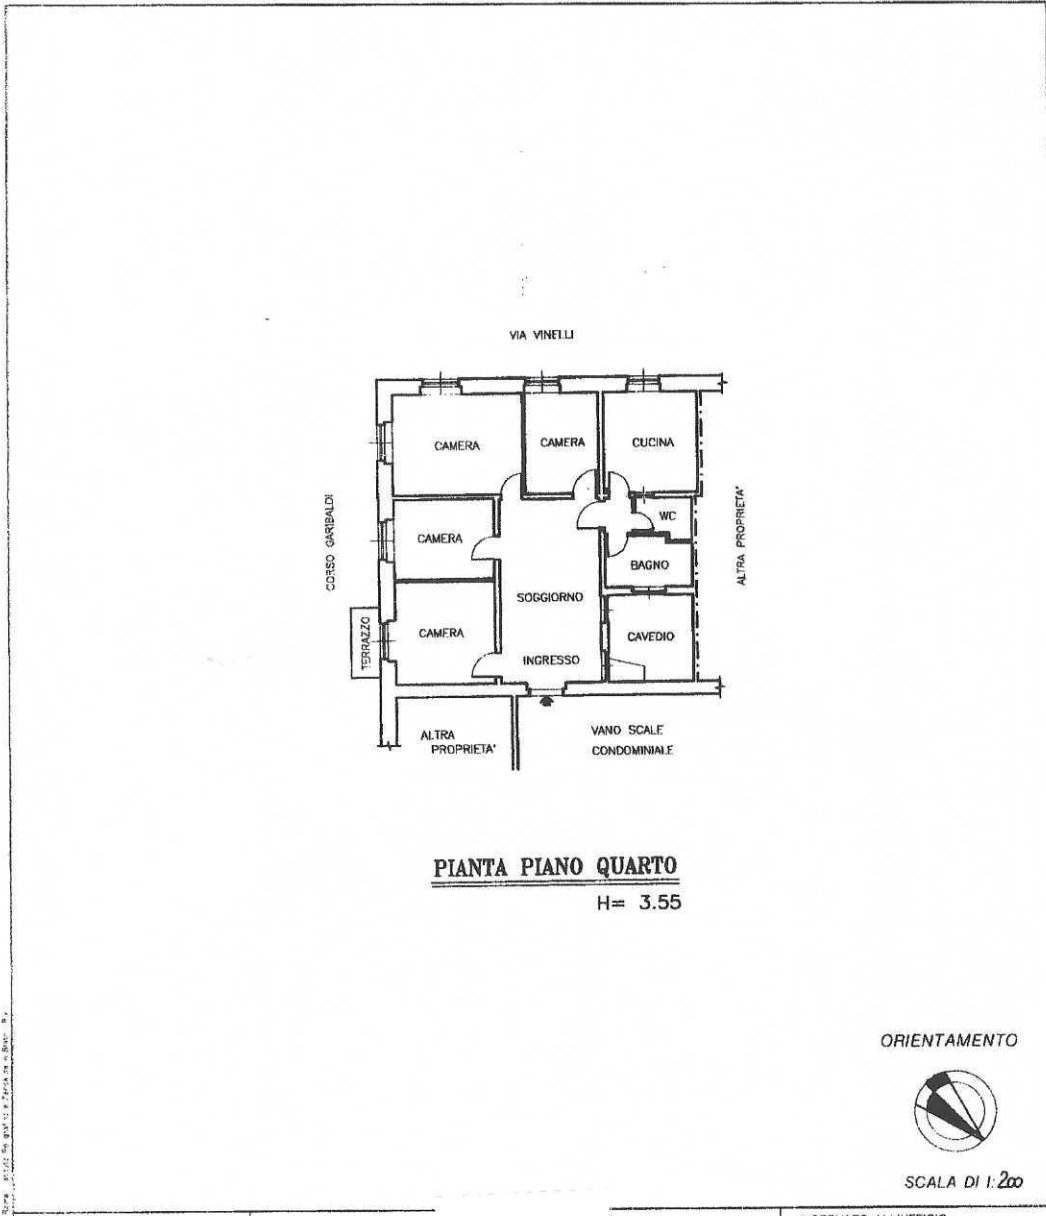 VIA VINELLI
CAMERA
CAMERA
CUCINA
CORSO GARIBALDI
CAMERA
WC
ALTRA PROPRIETA'
BAGNO
SOGGIORNO
TERRAZZO
CAMERA
CAVEDIO
INGRESSO
ALTRA
PROPRIETA'
VANO SCALE
CONDOMINIALE
PIANTA PIANO QUARTO
H= 3.55
ORIENTAMENTO
SCALA DI 1:200